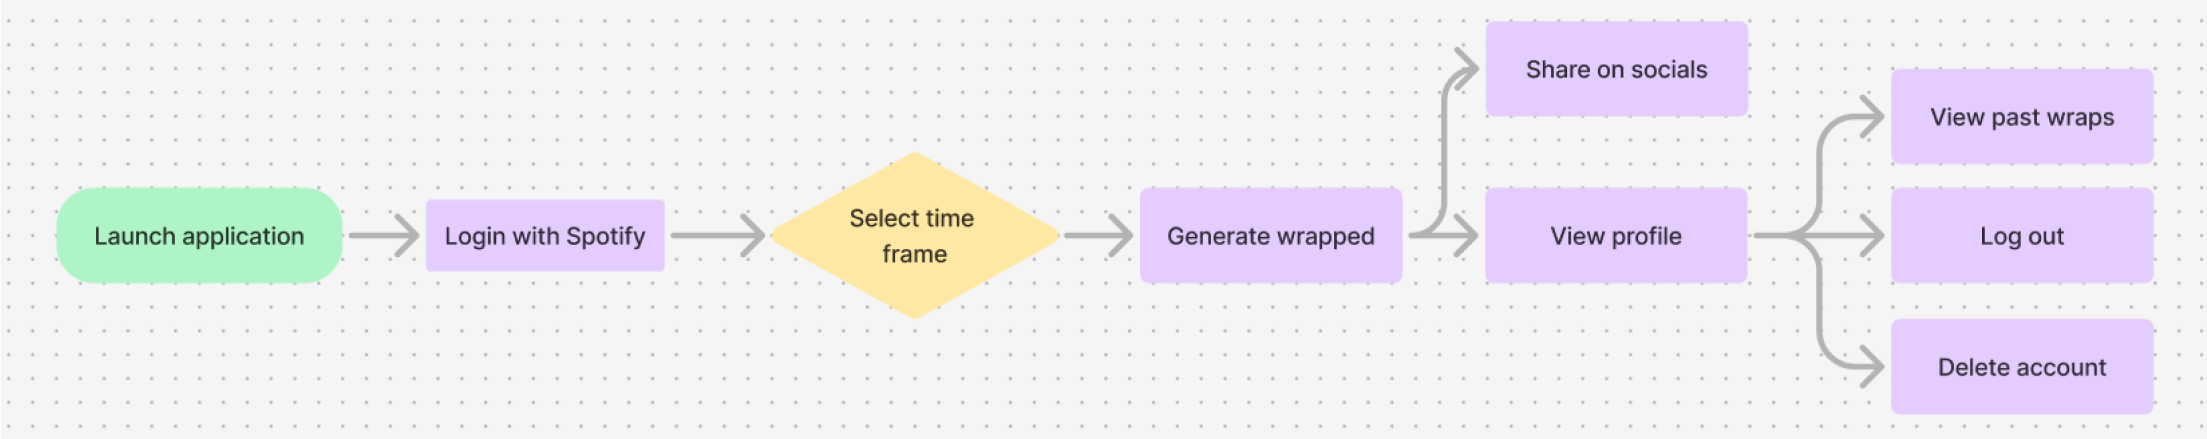 Launch application
Login with Spotify
Select time
frame
Generate wrapped
Share on socials
View profile
View past wraps
Log out
Delete account